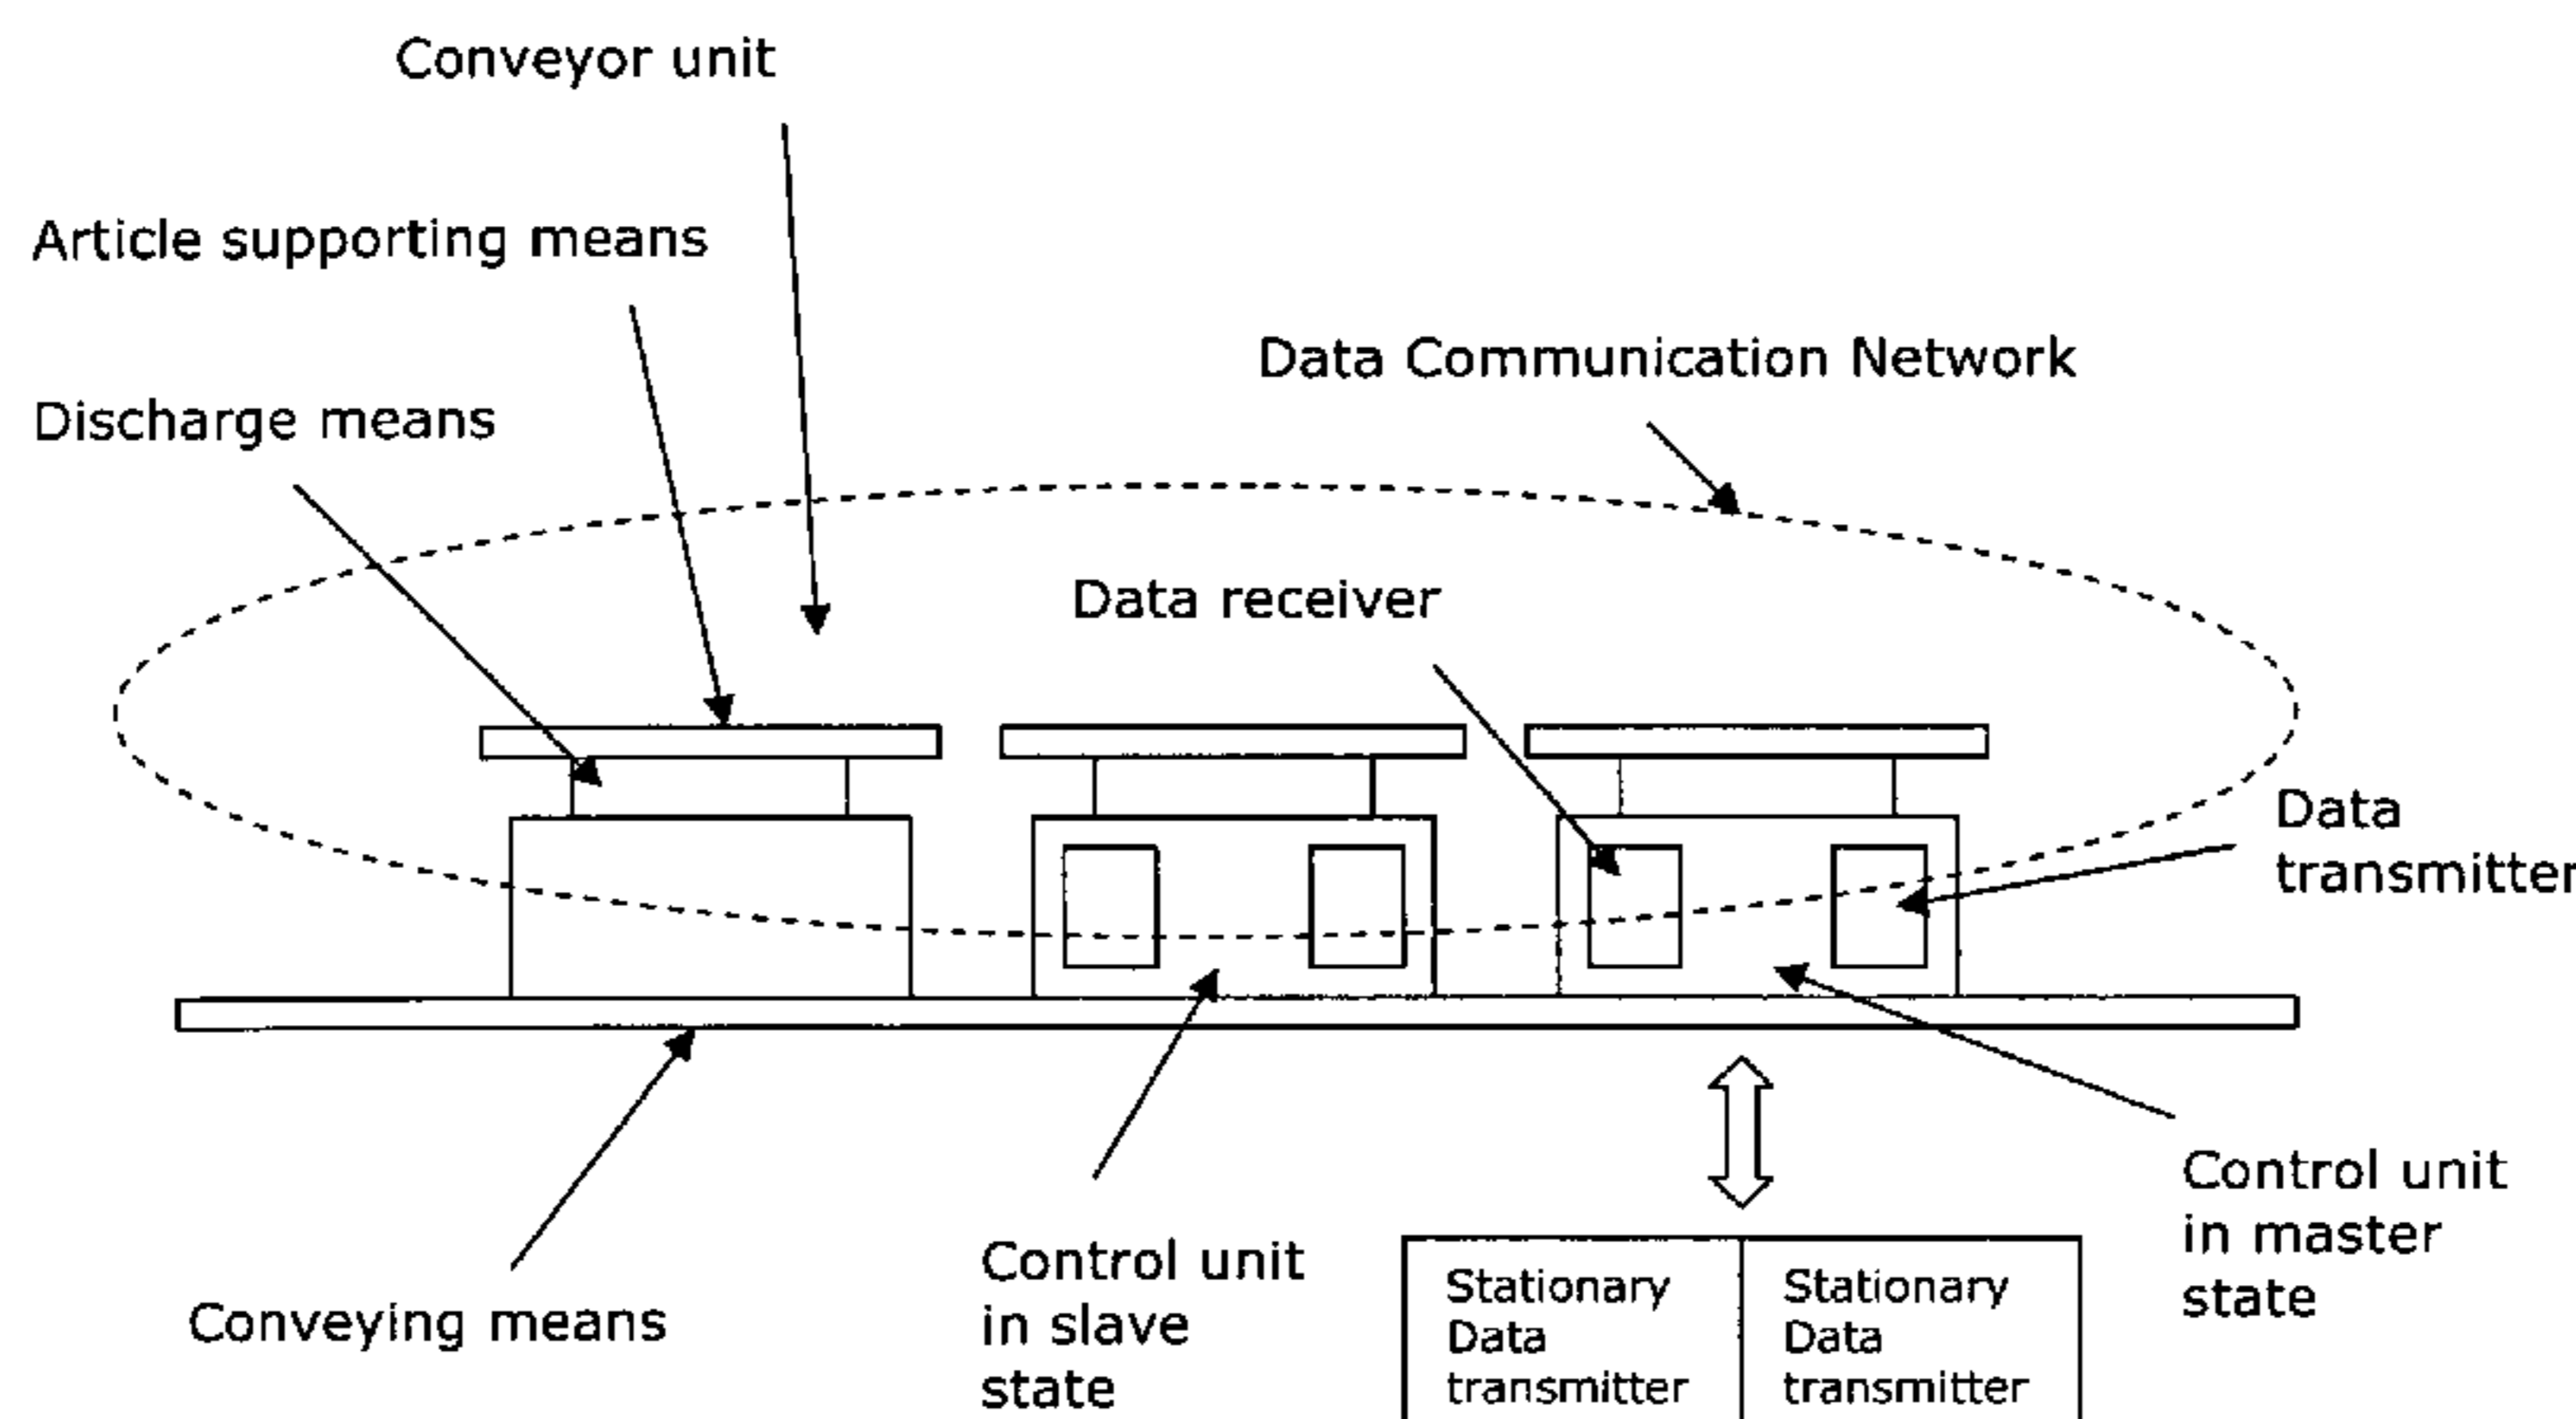 Conveyor unit
Article supporting means
Data Communication Network
Discharge means
Data receiver
Data
transmitter
Control unit
in master
state
Control unit
in slave
state
Conveying means
Stationary
Data
transmitter
Stationary
Data
transmitter